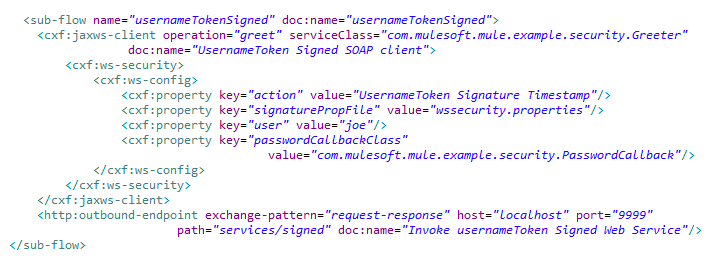 <sub-flow name="usernameTokenSigned" doc:name="usernameTokenSigned">
<cxf:jaxws-client operation="greet" serviceClass="com.mulesoft.mule.example.security.Greeter"
doc:name="UsernameToken Signed SOAP client">
<cxf:ws-security>
<cxf:ws-config>
<cxf:property key="action" value="UsernameToken Signature Timestamp"/>
<cxf:property key="signaturePropFile" value="wssecurity.properties"/>
<cxf:property key="user" value="joe"/>
<cxf:property key="passwordCallbackClass"
value="com.mulesoft.mule.example.security.PasswordCallback"/>
</cxf:ws-config>
</cxf:ws-security>
</cxf:jaxws-client>
<http:outbound-endpoint exchange-pattern="request-response" host="localhost" port="9999"
path="services/signed" doc:name="Invoke usernameToken Signed Web Service"/>
</sub-flow>